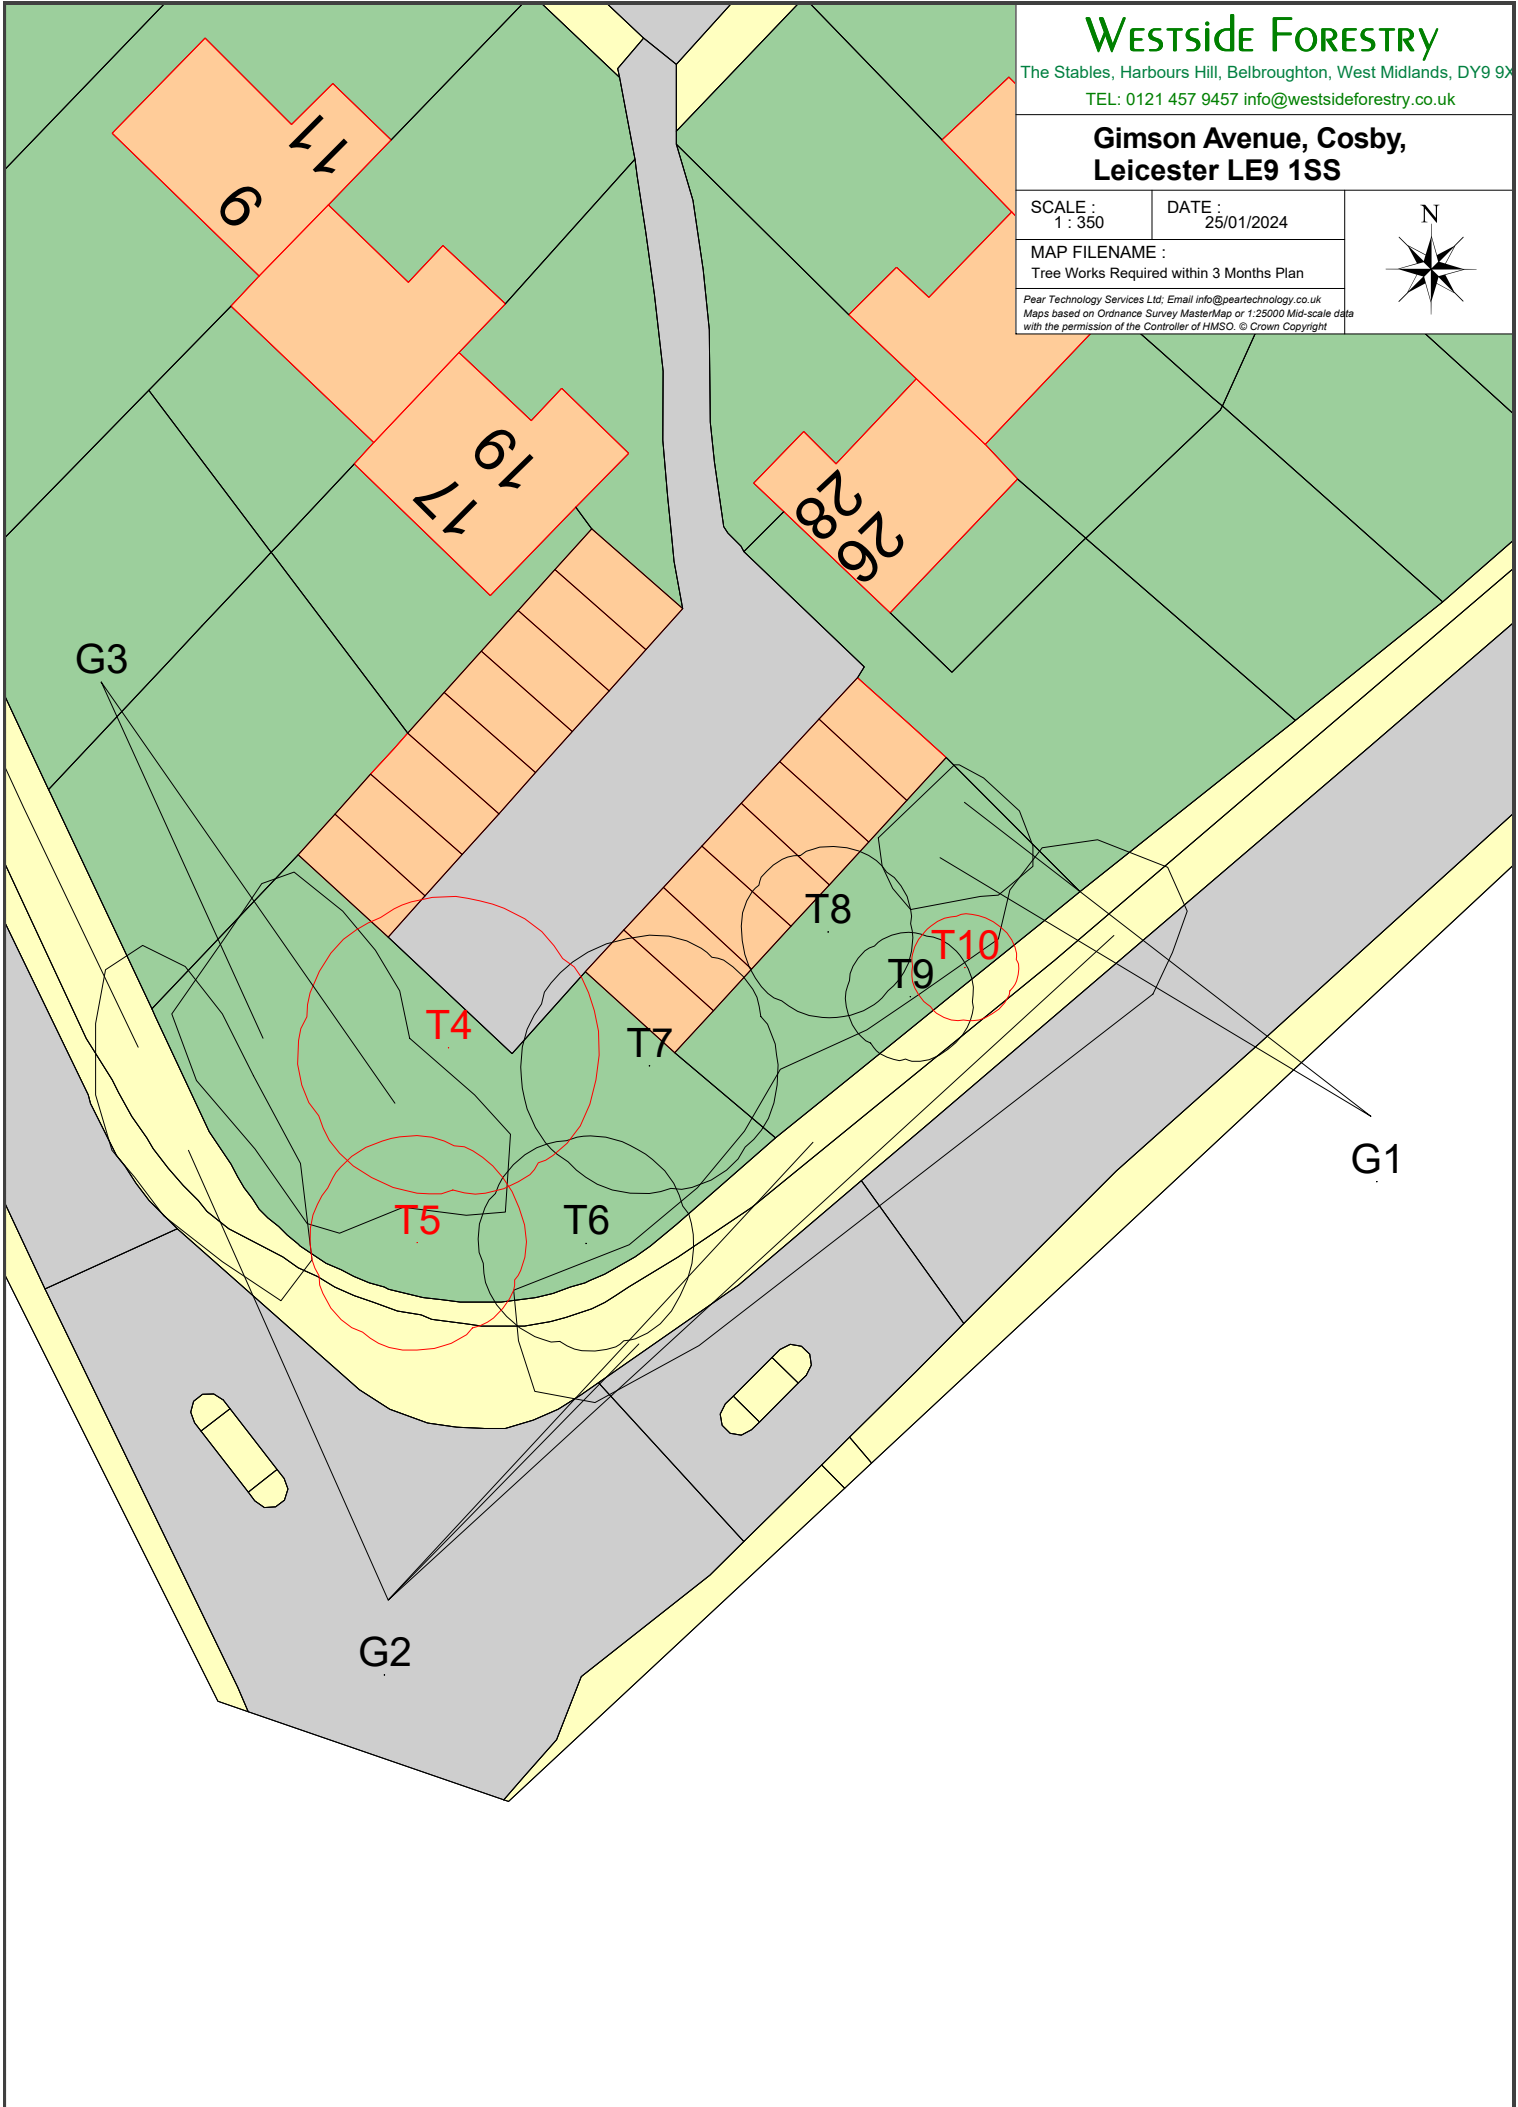 WESTSIDE FORESTRY
The Stables, Harbours Hill, Belbroughton, West Midlands, DY9 9X
TEL: 0121 457 9457 info@westsideforestry.co.uk
Gimson Avenue, Cosby,
Leicester LE9 1SS
SCALE :
1 : 350
DATE :
25/01/2024
N
MAP FILENAME :
Tree Works Required within 3 Months Plan
Pear Technology Services Ltd; Email info@peartechnology.co.uk
Maps based on Ordnance Survey MasterMap or 1:25000 Mid-scale data
with the permission of the Controller of HMSO. © Crown Copyright
11
9
19
17
28
26
G3
T8
T10
T9
T4
T7
G1
T5
T6
G2